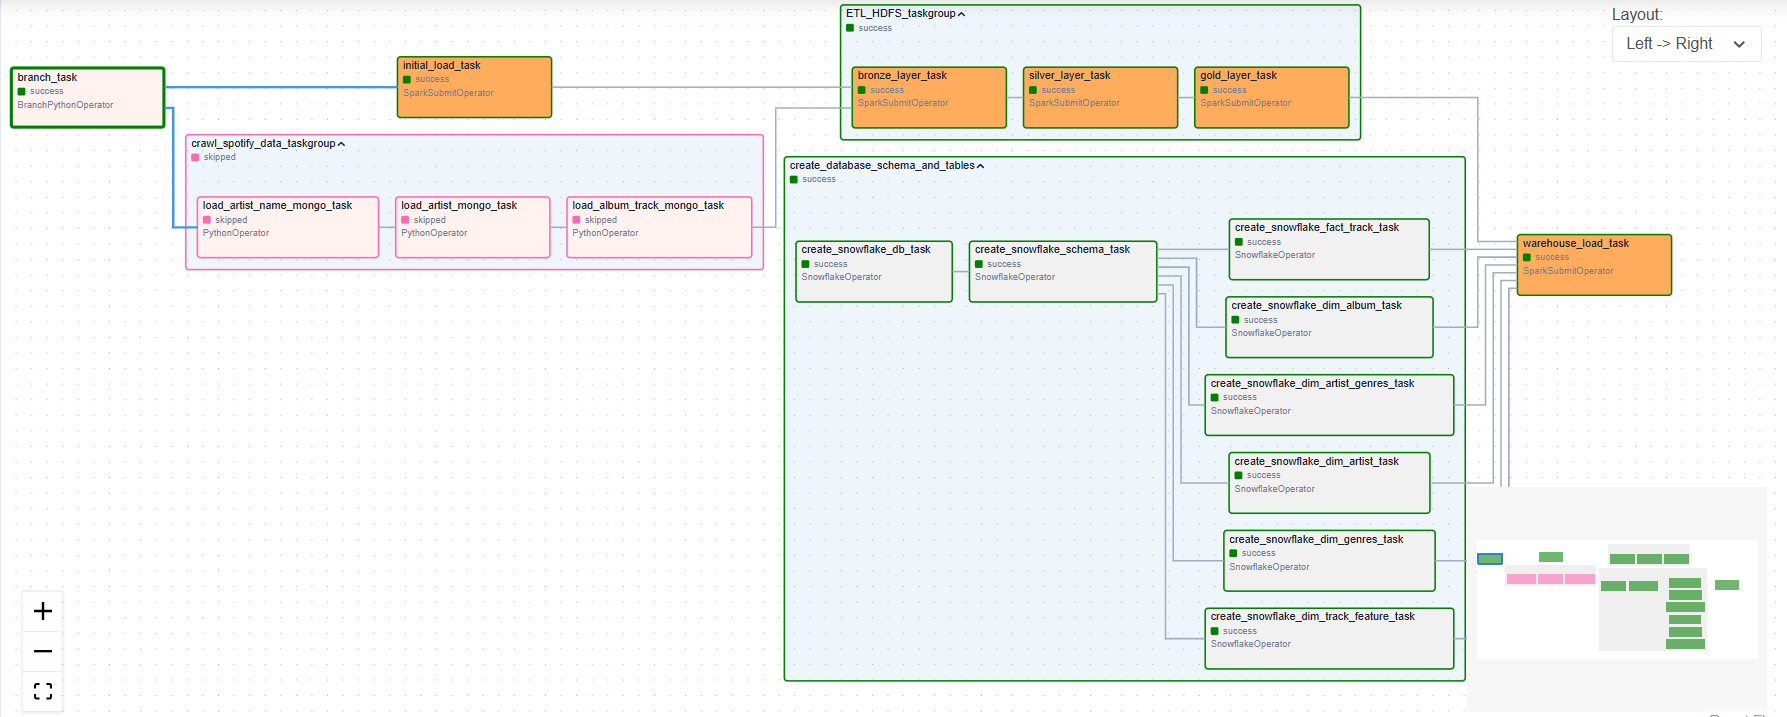 Layout:
Left -> Right
branch_task
success
BranchPythonOperator
initial_load_task
success
SparkSubmitOperator
crawl_spotify_data_taskgroup
skipped
load_artist_name_mongo_task
skipped
PythonOperator
load_artist_mongo_task
skipped
PythonOperator
load_album_track_mongo_task
skipped
PythonOperator
ETL_HDFS_taskgroup
success
bronze_layer_task
success
SparkSubmitOperator
silver_layer_task
success
SparkSubmitOperator
gold_layer_task
success
SparkSubmitOperator
create_database_schema_and_tables
success
create_snowflake_db_task
success
SnowflakeOperator
create_snowflake_schema_task
success
SnowflakeOperator
create_snowflake_fact_track_task
success
SnowflakeOperator
create_snowflake_dim_album_task
success
SnowflakeOperator
create_snowflake_dim_artist_genres_task
success
SnowflakeOperator
create_snowflake_dim_artist_task
success
SnowflakeOperator
create_snowflake_dim_genres_task
success
SnowflakeOperator
create_snowflake_dim_track_feature_task
success
SnowflakeOperator
warehouse_load_task
success
SparkSubmitOperator